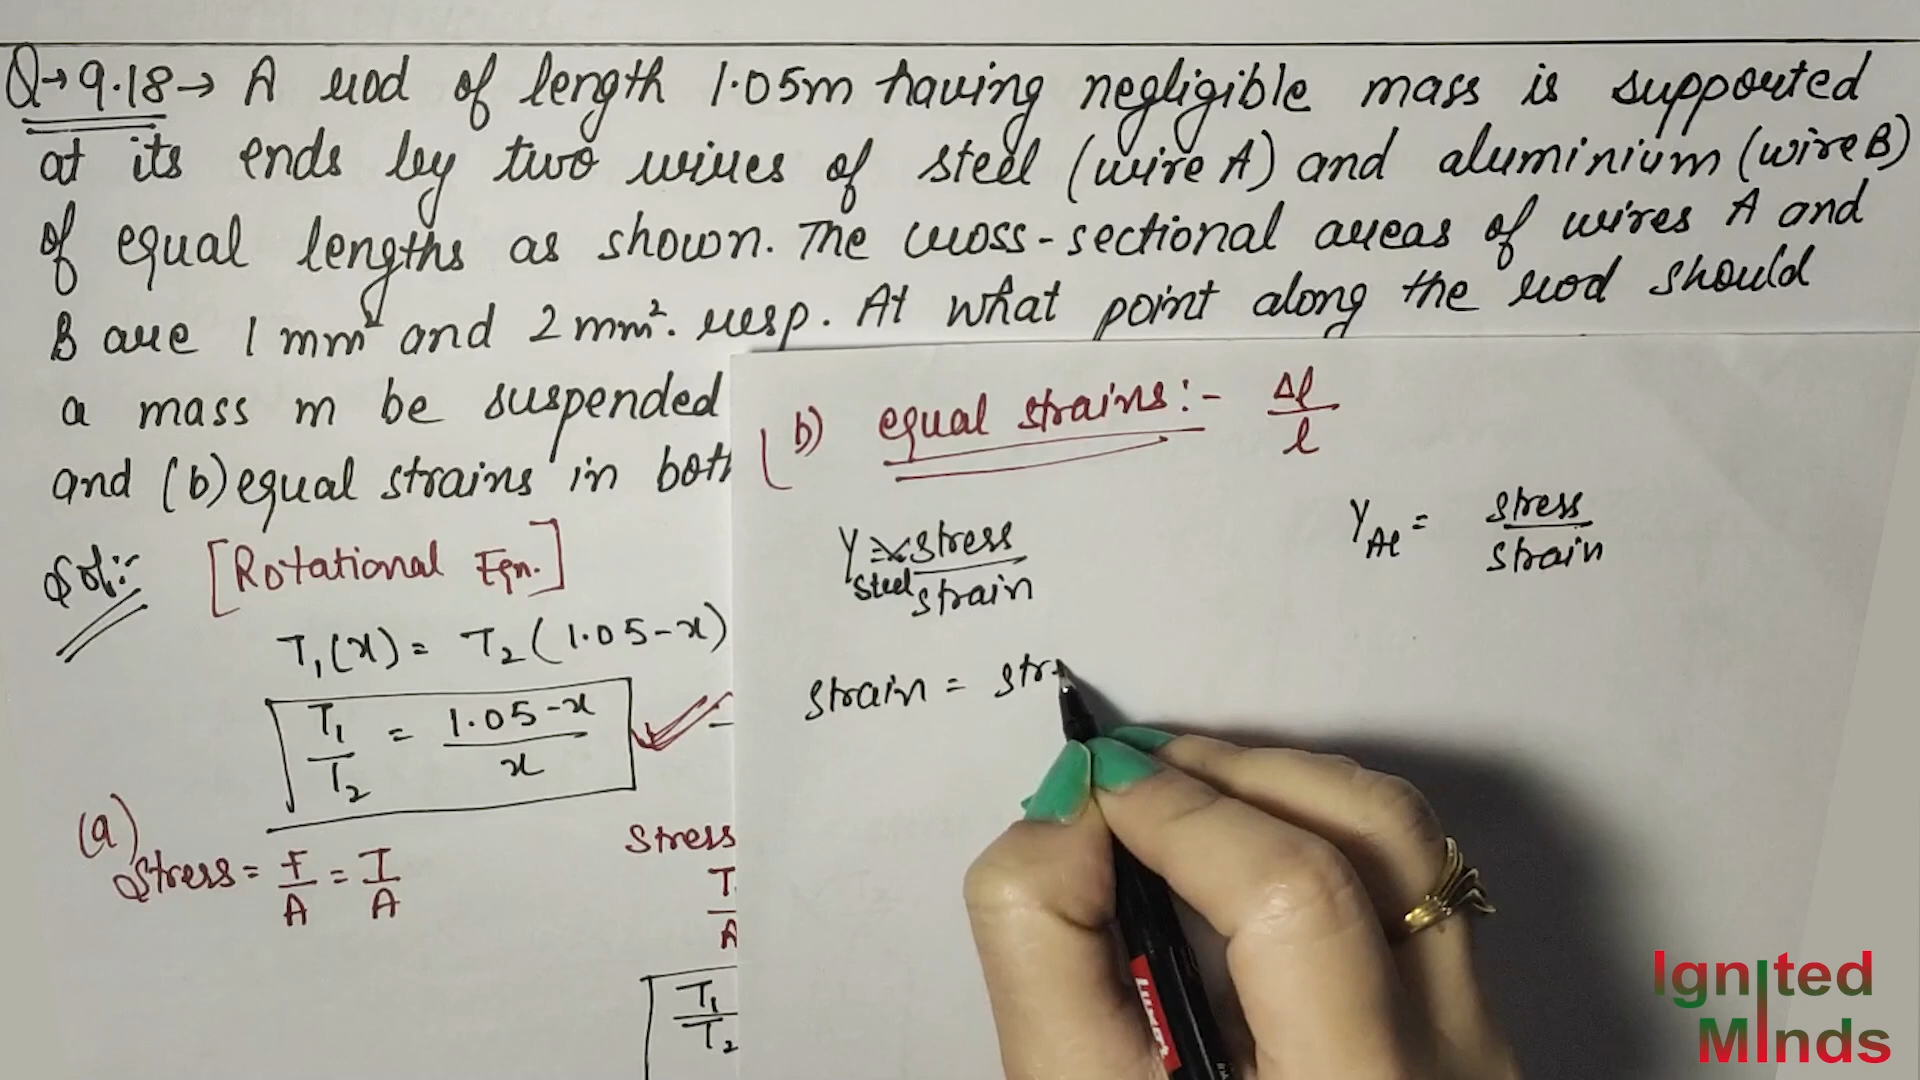 Q→9.18→ A rod of length 1.05m having negligible mass is supported
at its ends by two wires of steel (wire A) and aluminium (wire B)
of equal lengths as shown. The cross-sectional areas of wires A and
B are 1 mm² and 2 mm². resp. At what point along the rod should
a mass m be suspended
and (b) equal strains in both
Sol:-
[Rotational Eqn.]
T₁(x) = T₂(1.05-x)
T₁/T₂ = 1.05-x/x
(a)
Stress = F/A = T/A
Stress
T₁/T₂
(b) equal strains:- Δl/l
Y steel = stress/strain
Y Al = stress/strain
strain = str
Ignited
Minds
LUXOR